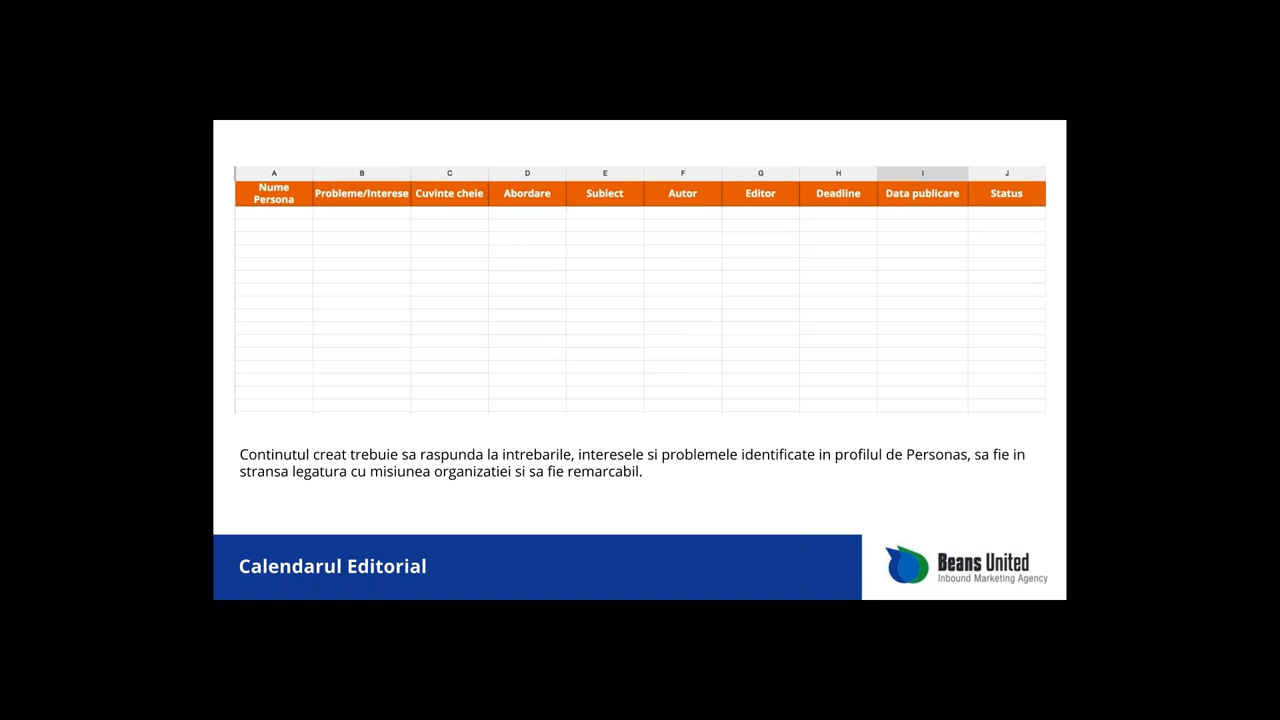 A B C D E F G H I J
Nume Persona Probleme/Interese Cuvinte cheie Abordare Subiect Autor Editor Deadline Data publicare Status
Continutul creat trebuie sa raspunda la intrebarile, interesele si problemele identificate in profilul de Personas, sa fie in
stransa legatura cu misiunea organizatiei si sa fie remarcabil.
Calendarul Editorial
Beans United
Inbound Marketing Agency